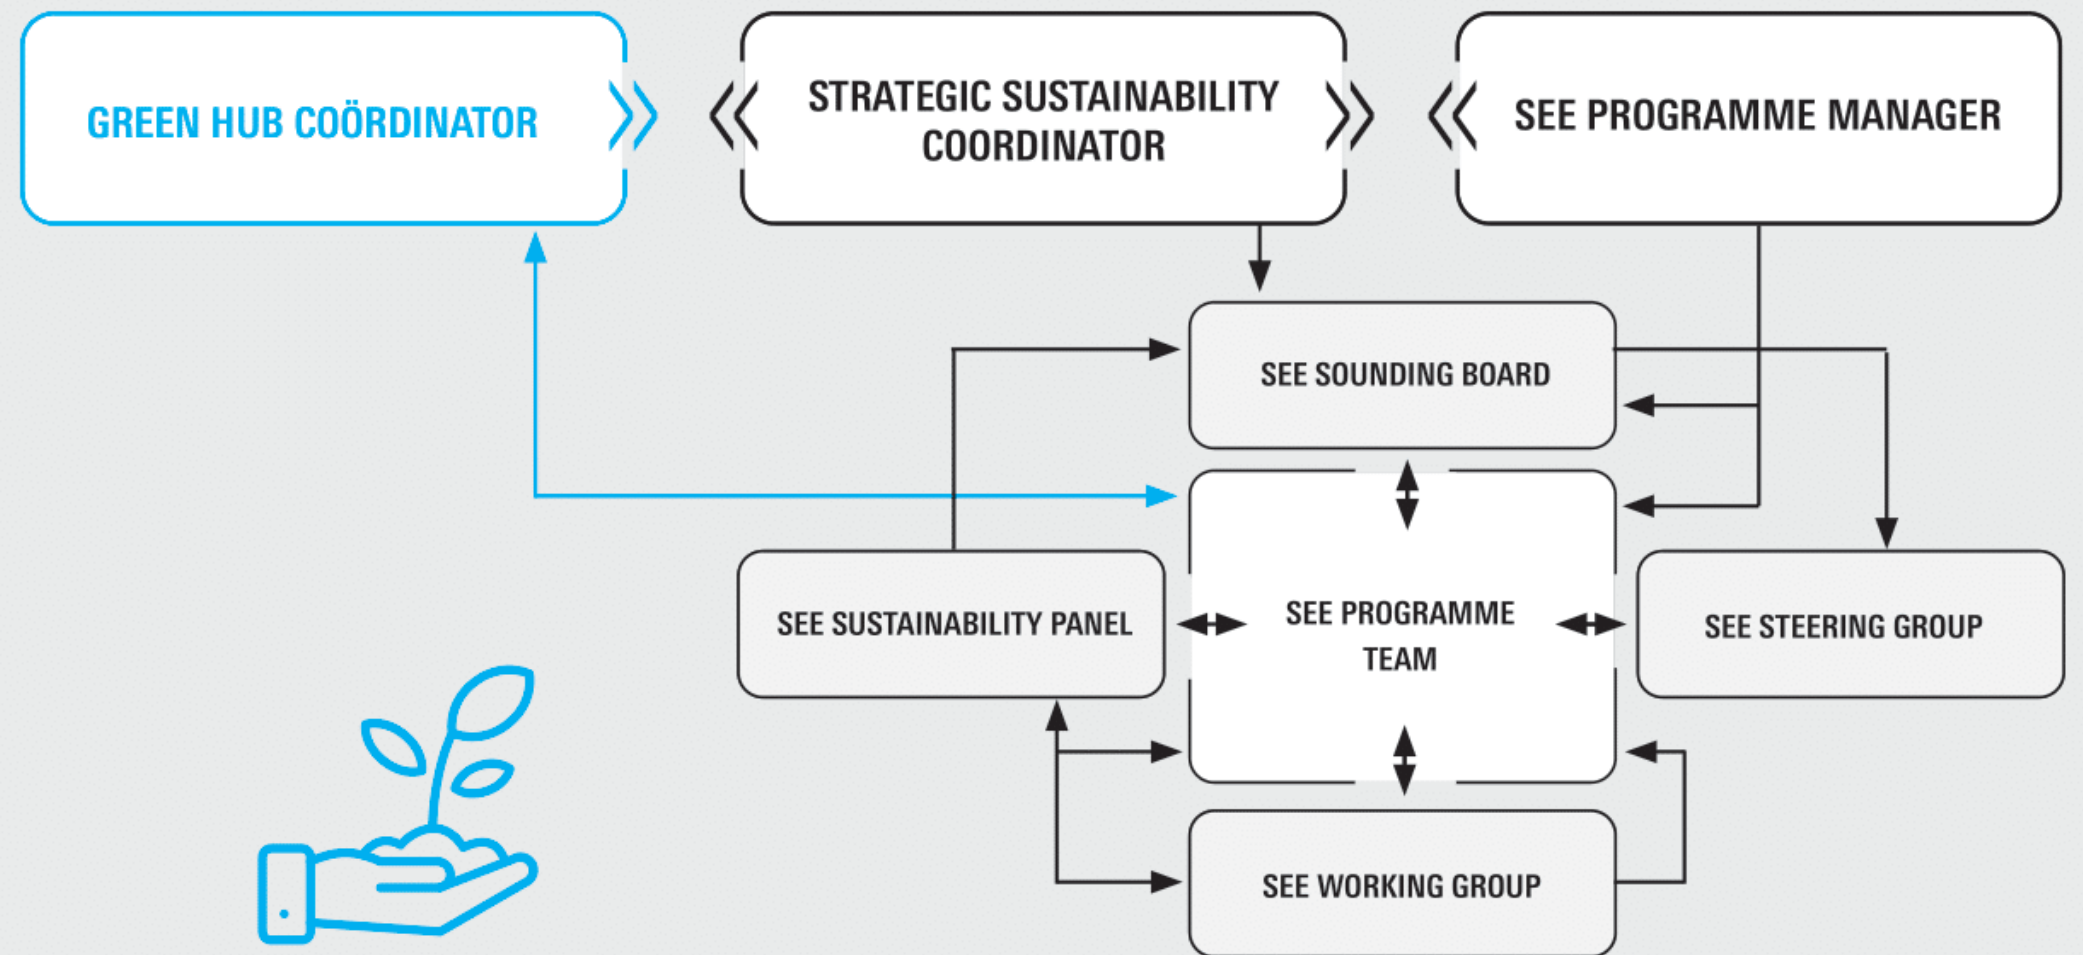 GREEN HUB COÖRDINATOR
STRATEGIC SUSTAINABILITY
COORDINATOR
SEE PROGRAMME MANAGER
SEE SOUNDING BOARD
SEE SUSTAINABILITY PANEL
SEE PROGRAMME
TEAM
SEE STEERING GROUP
SEE WORKING GROUP